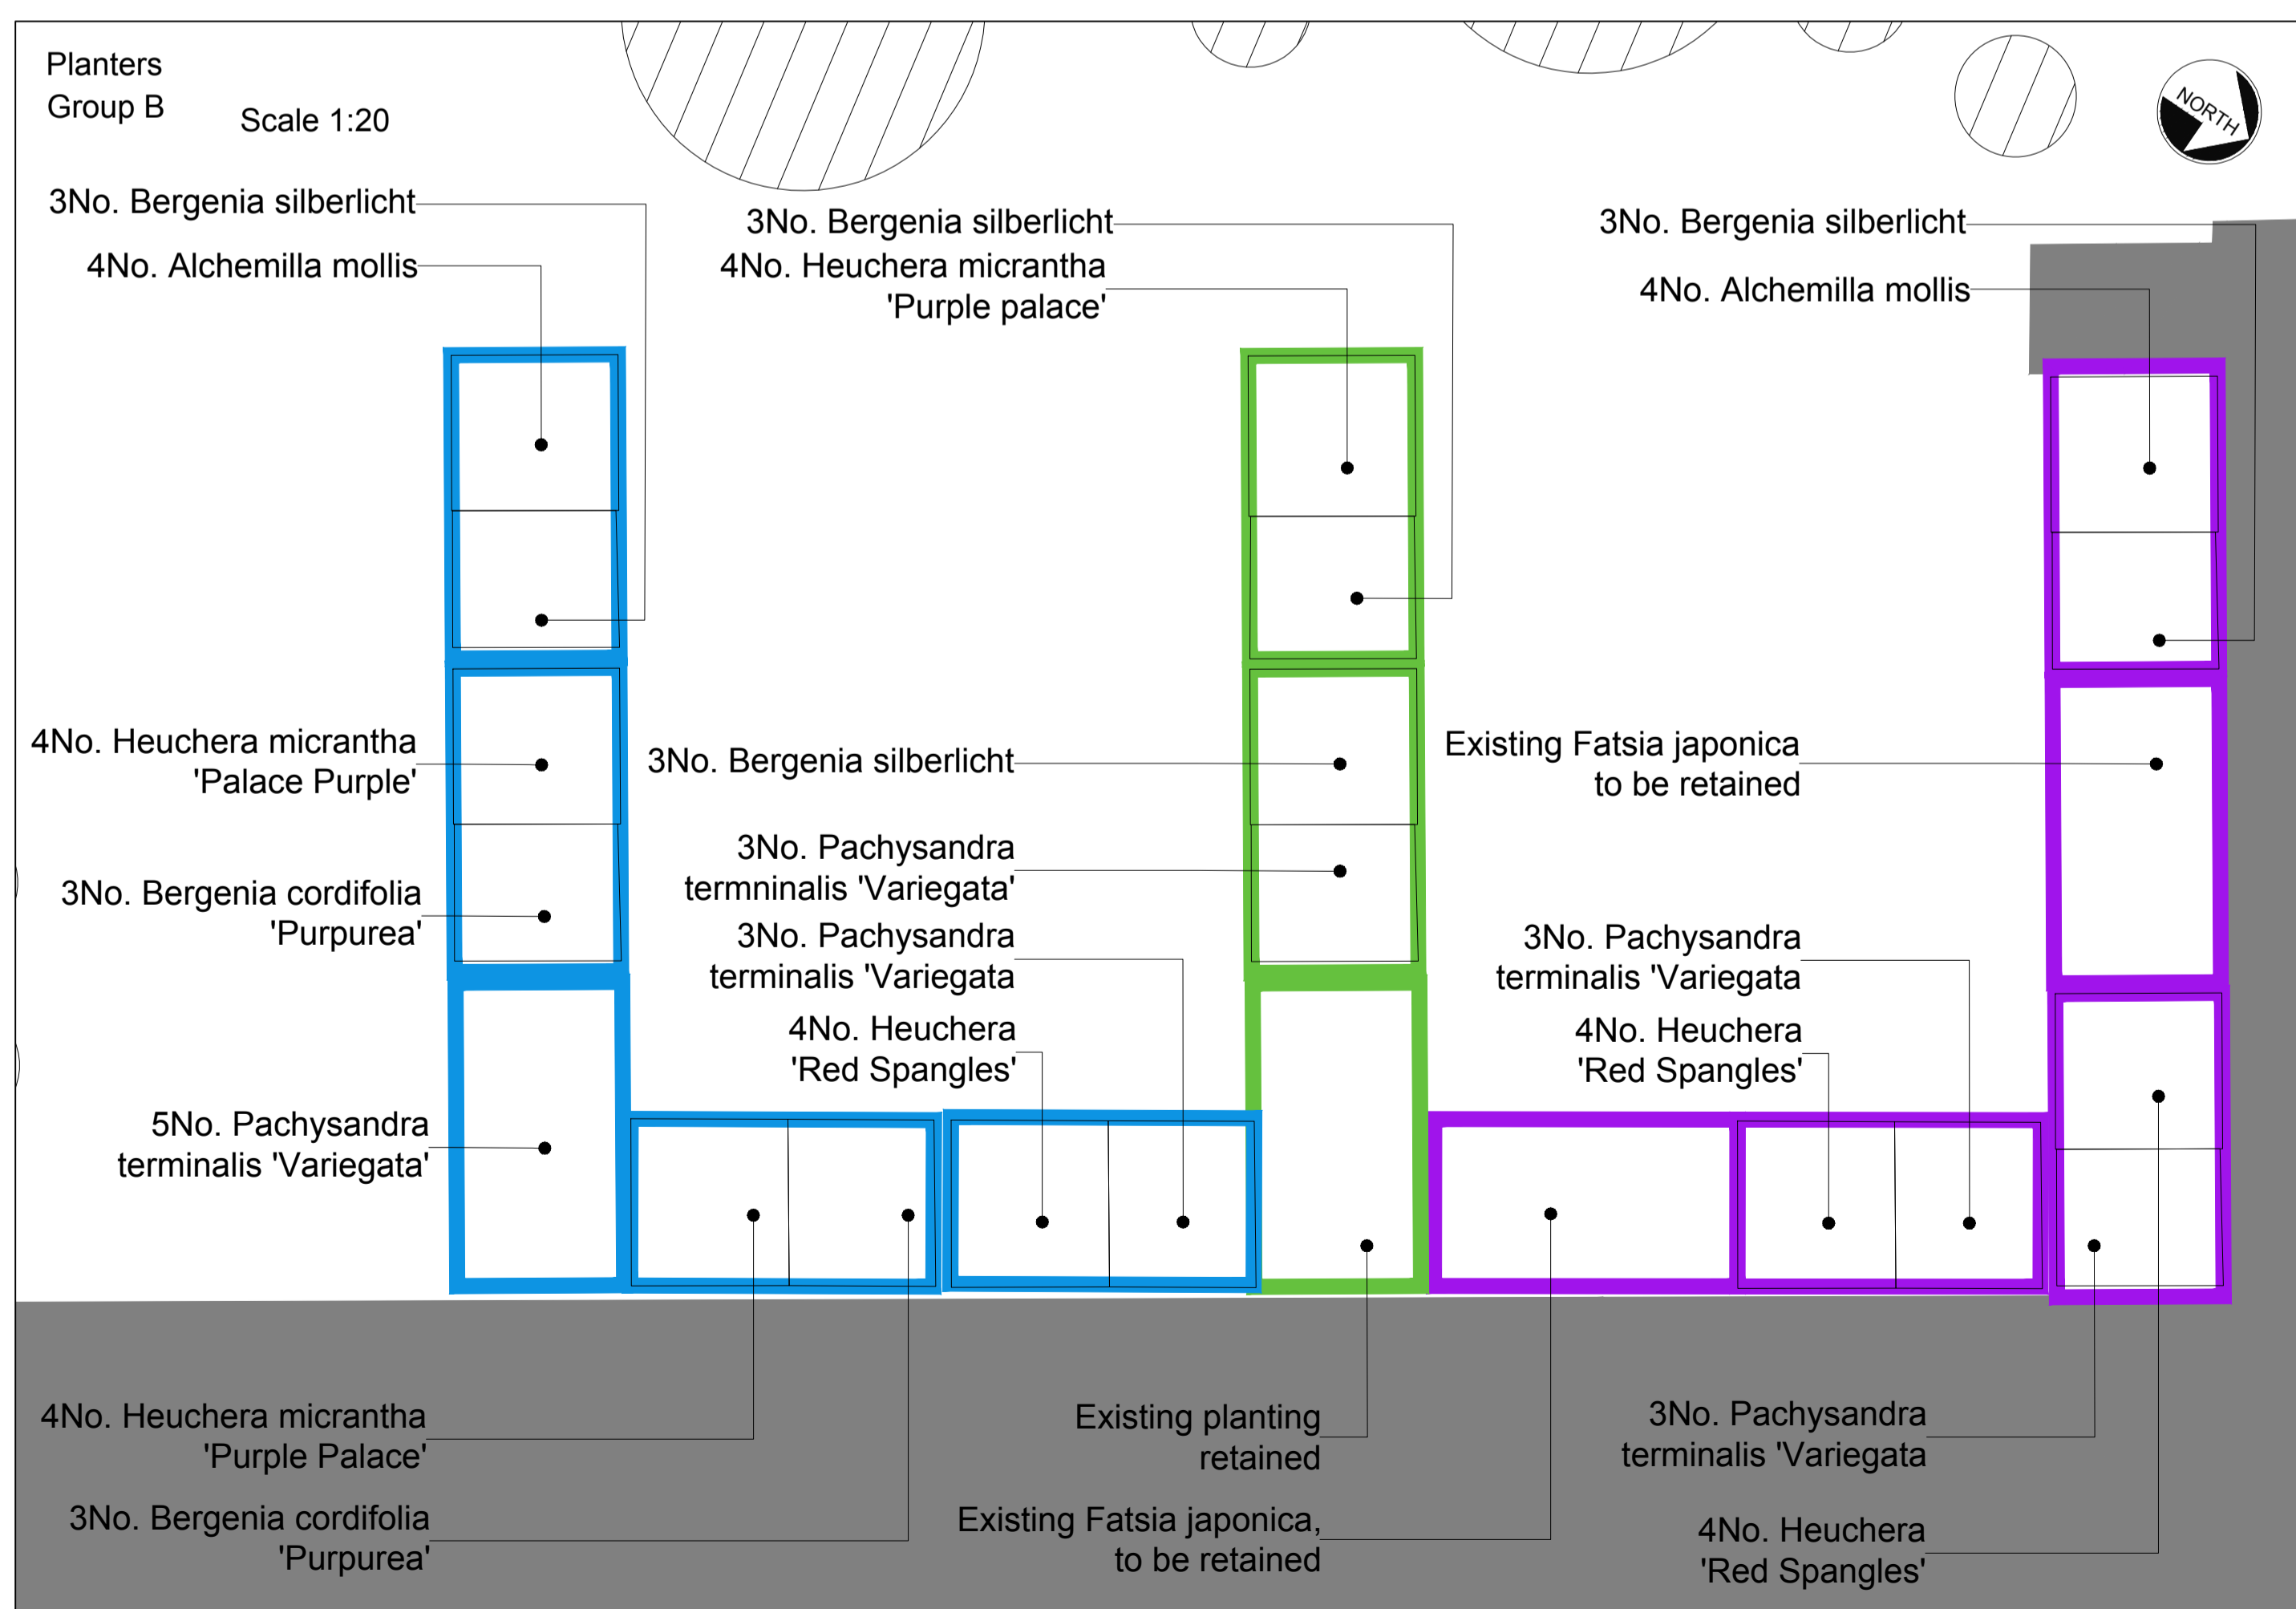 Planters
Group B
Scale 1:20
NORTH
3No. Bergenia silberlicht
4No. Alchemilla mollis
3No. Bergenia silberlicht
4No. Heuchera micrantha
'Purple palace'
3No. Bergenia silberlicht
4No. Alchemilla mollis
4No. Heuchera micrantha
'Palace Purple'
3No. Bergenia cordifolia
'Purpurea'
5No. Pachysandra
terminalis 'Variegata'
3No. Bergenia silberlicht
3No. Pachysandra
termninalis 'Variegata'
3No. Pachysandra
terminalis 'Variegata
4No. Heuchera
'Red Spangles'
Existing Fatsia japonica
to be retained
3No. Pachysandra
terminalis 'Variegata
4No. Heuchera
'Red Spangles'
4No. Heuchera micrantha
'Purple Palace'
3No. Bergenia cordifolia
'Purpurea'
Existing planting
retained
Existing Fatsia japonica,
to be retained
3No. Pachysandra
terminalis 'Variegata
4No. Heuchera
'Red Spangles'